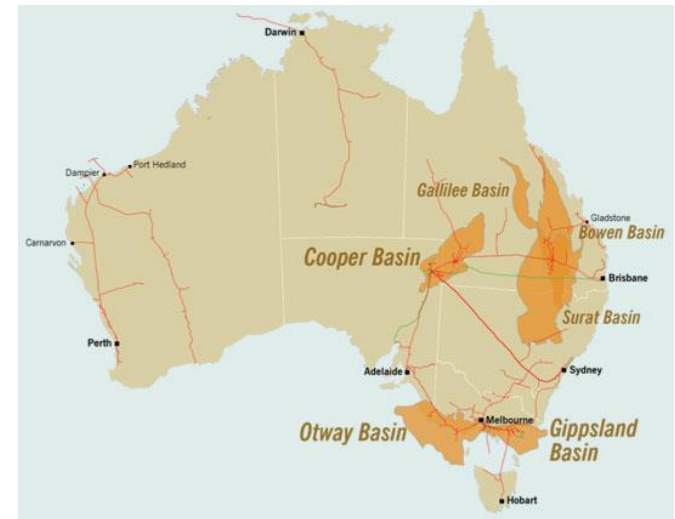 Darwin
Port Hedland
Dampier
Gallilee Basin
Gladstone
Bowen Basin
Carnarvon
Cooper Basin
Brisbane
Surat Basin
Perth
Adelaide
Sydney
Melbourne
Otway Basin
Gippsland
Basin
Hobart